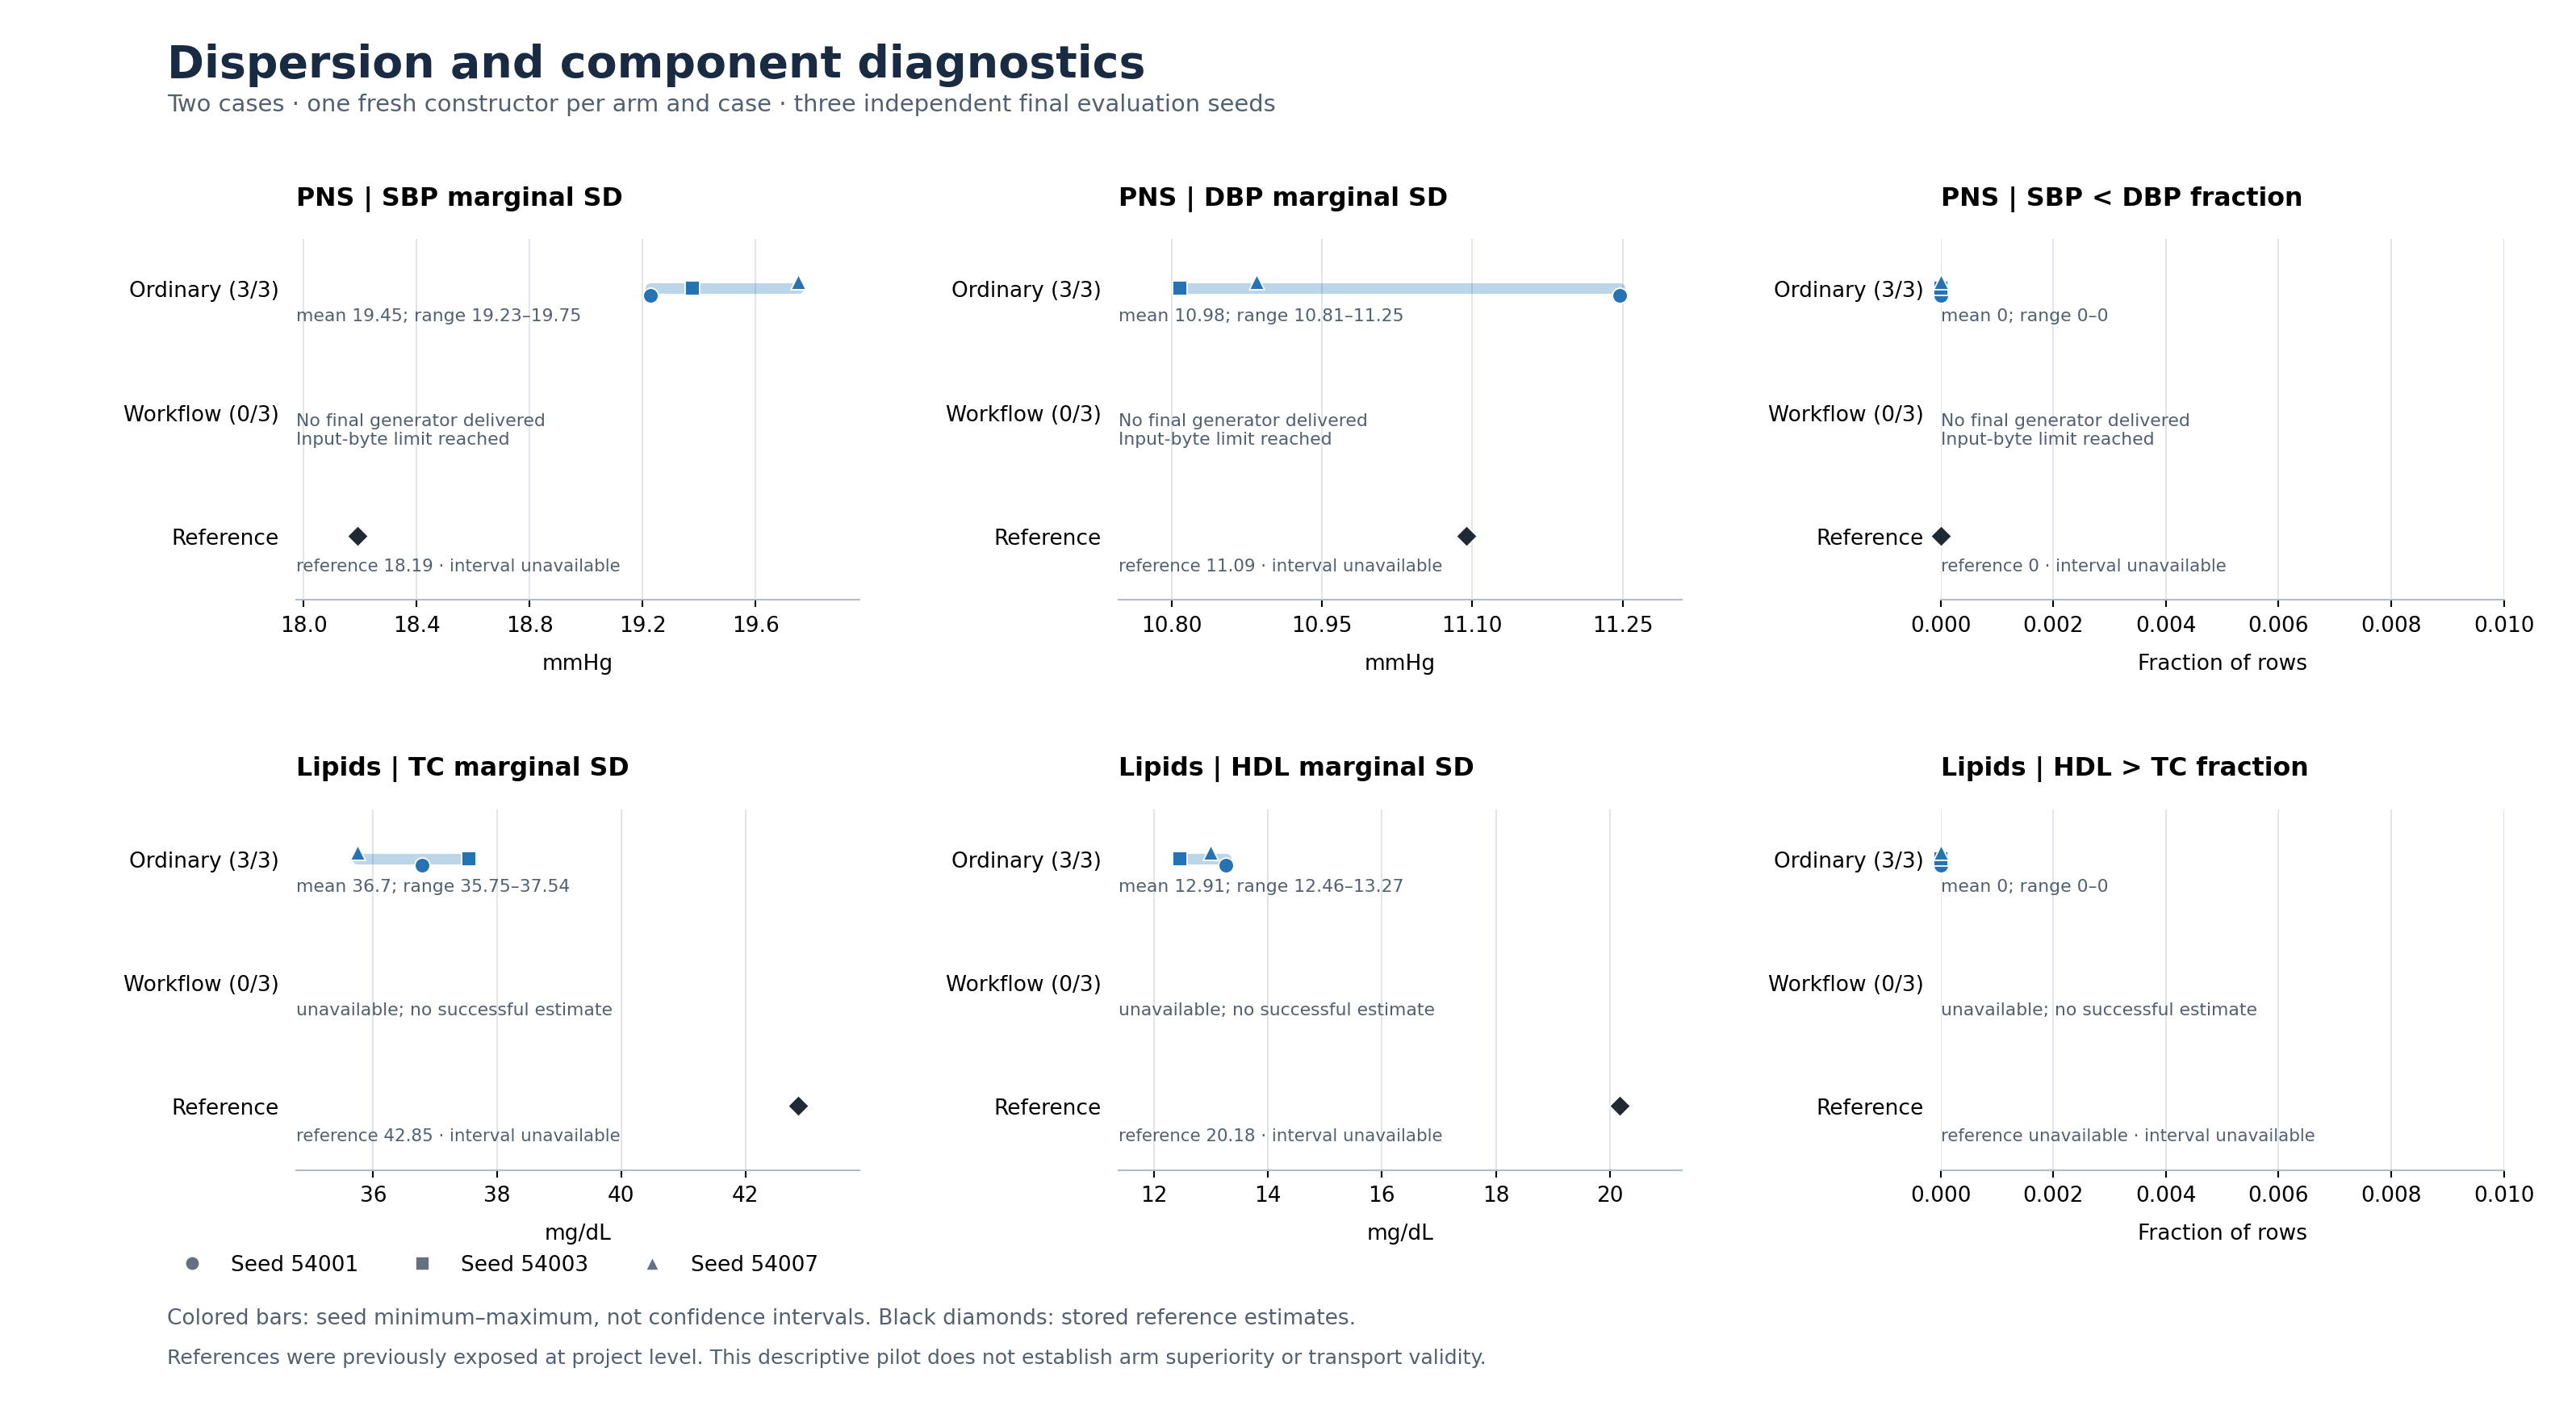 Dispersion and component diagnostics
Two cases · one fresh constructor per arm and case · three independent final evaluation seeds
PNS | SBP marginal SD
Ordinary (3/3)
mean 19.45; range 19.23–19.75
Workflow (0/3)
No final generator delivered
Input-byte limit reached
Reference
reference 18.19 · interval unavailable
18.0 18.4 18.8 19.2 19.6
mmHg
PNS | DBP marginal SD
Ordinary (3/3)
mean 10.98; range 10.81–11.25
Workflow (0/3)
No final generator delivered
Input-byte limit reached
Reference
reference 11.09 · interval unavailable
10.80 10.95 11.10 11.25
mmHg
PNS | SBP < DBP fraction
Ordinary (3/3)
mean 0; range 0–0
Workflow (0/3)
No final generator delivered
Input-byte limit reached
Reference
reference 0 · interval unavailable
0.000 0.002 0.004 0.006 0.008 0.010
Fraction of rows
Lipids | TC marginal SD
Ordinary (3/3)
mean 36.7; range 35.75–37.54
Workflow (0/3)
unavailable; no successful estimate
Reference
reference 42.85 · interval unavailable
36 38 40 42
mg/dL
Lipids | HDL marginal SD
Ordinary (3/3)
mean 12.91; range 12.46–13.27
Workflow (0/3)
unavailable; no successful estimate
Reference
reference 20.18 · interval unavailable
12 14 16 18 20
mg/dL
Lipids | HDL > TC fraction
Ordinary (3/3)
mean 0; range 0–0
Workflow (0/3)
unavailable; no successful estimate
Reference
reference unavailable · interval unavailable
0.000 0.002 0.004 0.006 0.008 0.010
Fraction of rows
Seed 54001 Seed 54003 Seed 54007
Colored bars: seed minimum–maximum, not confidence intervals. Black diamonds: stored reference estimates.
References were previously exposed at project level. This descriptive pilot does not establish arm superiority or transport validity.